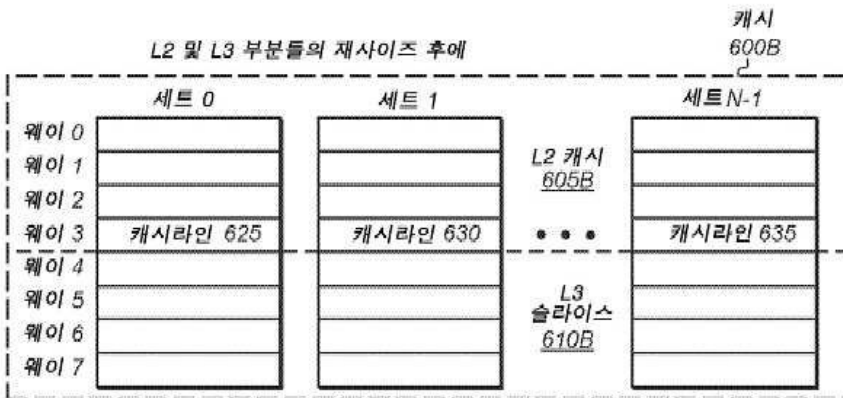 캐시
600B
L2 및 L3 부분들의 재사이즈 후에
세트 0 세트 1 세트 N-1
웨이 0
웨이 1
웨이 2
웨이 3 캐시라인 625 캐시라인 630 캐시라인 635
L2 캐시
605B
웨이 4
웨이 5
웨이 6
웨이 7
L3
슬라이스
610B